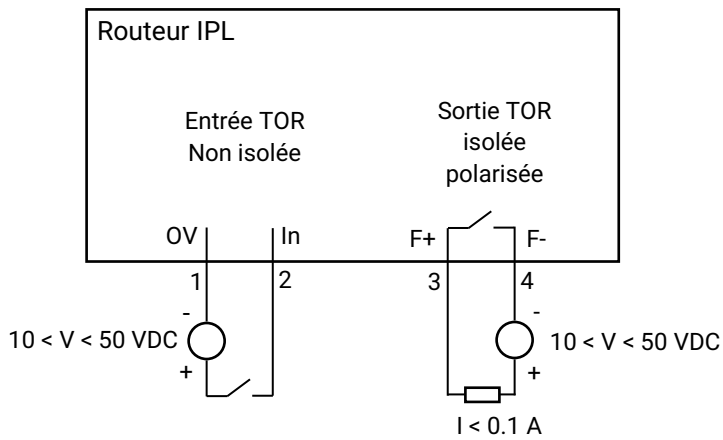 Routeur IPL
Entrée TOR
Non isolée
Sortie TOR
isolée
polarisée
OV
In
F+
F-
1
2
3
4
-
10 < V < 50 VDC
+
-
10 < V < 50 VDC
+
I < 0.1 A